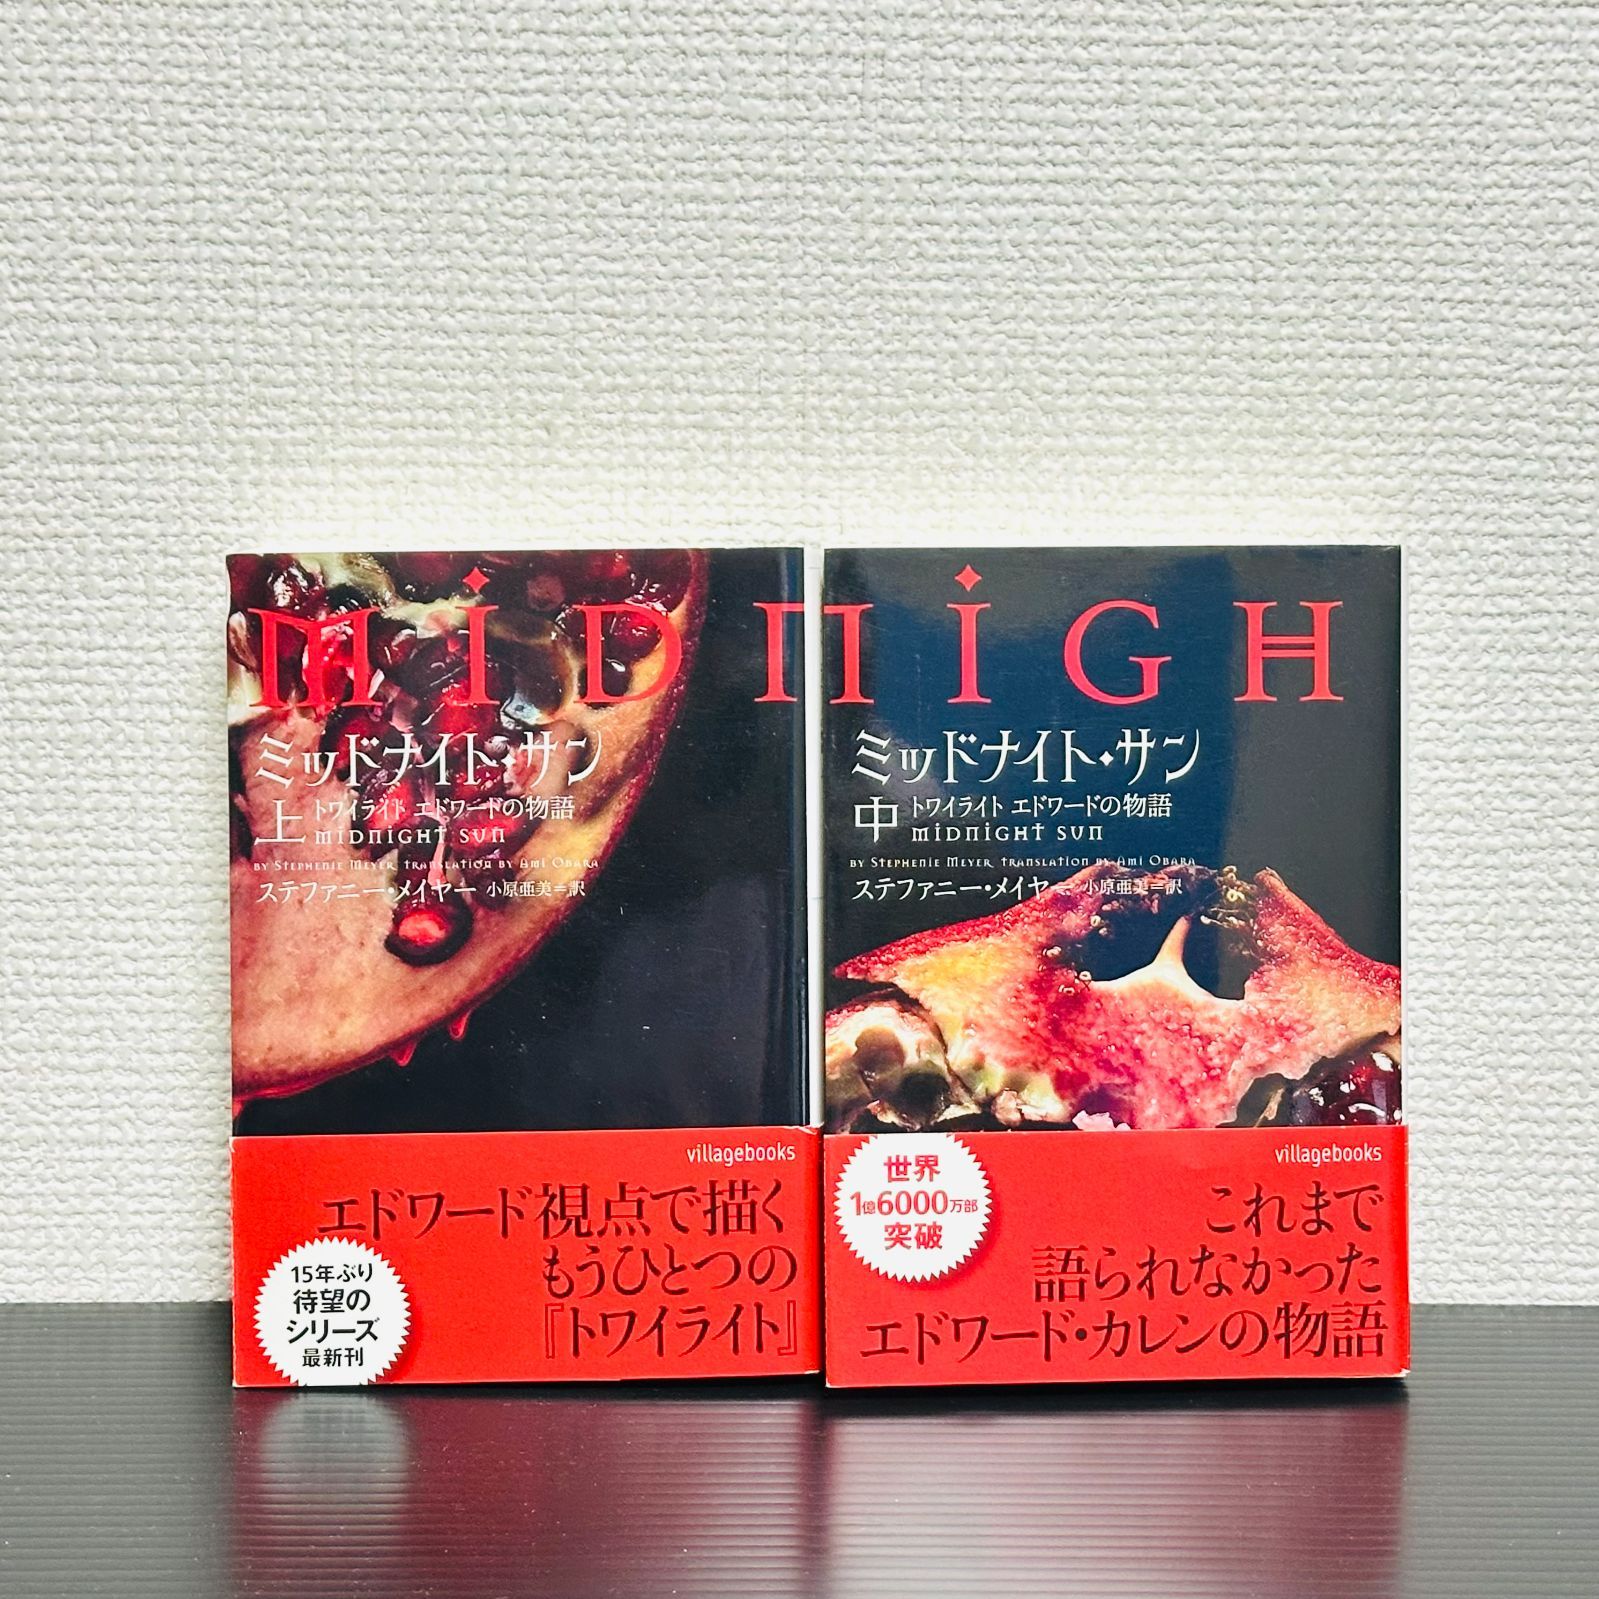 MIDNIGH
ミッドナイト・サン
上 トワイライト エドワードの物語
MIDNIGHT SUN
BY STEPHENIE MEYER TRANSLATION BY AMI OBARA
ステファニー・メイヤー 小原亜美=訳
villagebooks
エドワード視点で描く
もうひとつの
『トワイライト』
15年ぶり
待望の
シリーズ
最新刊
ミッドナイト・サン
中 トワイライト エドワードの物語
MIDNIGHT SUN
BY STEPHENIE MEYER TRANSLATION BY AMI OBARA
ステファニー・メイヤー 小原亜美=訳
villagebooks
世界
1億6000万部
突破
これまで
語られなかった
エドワード・カレンの物語